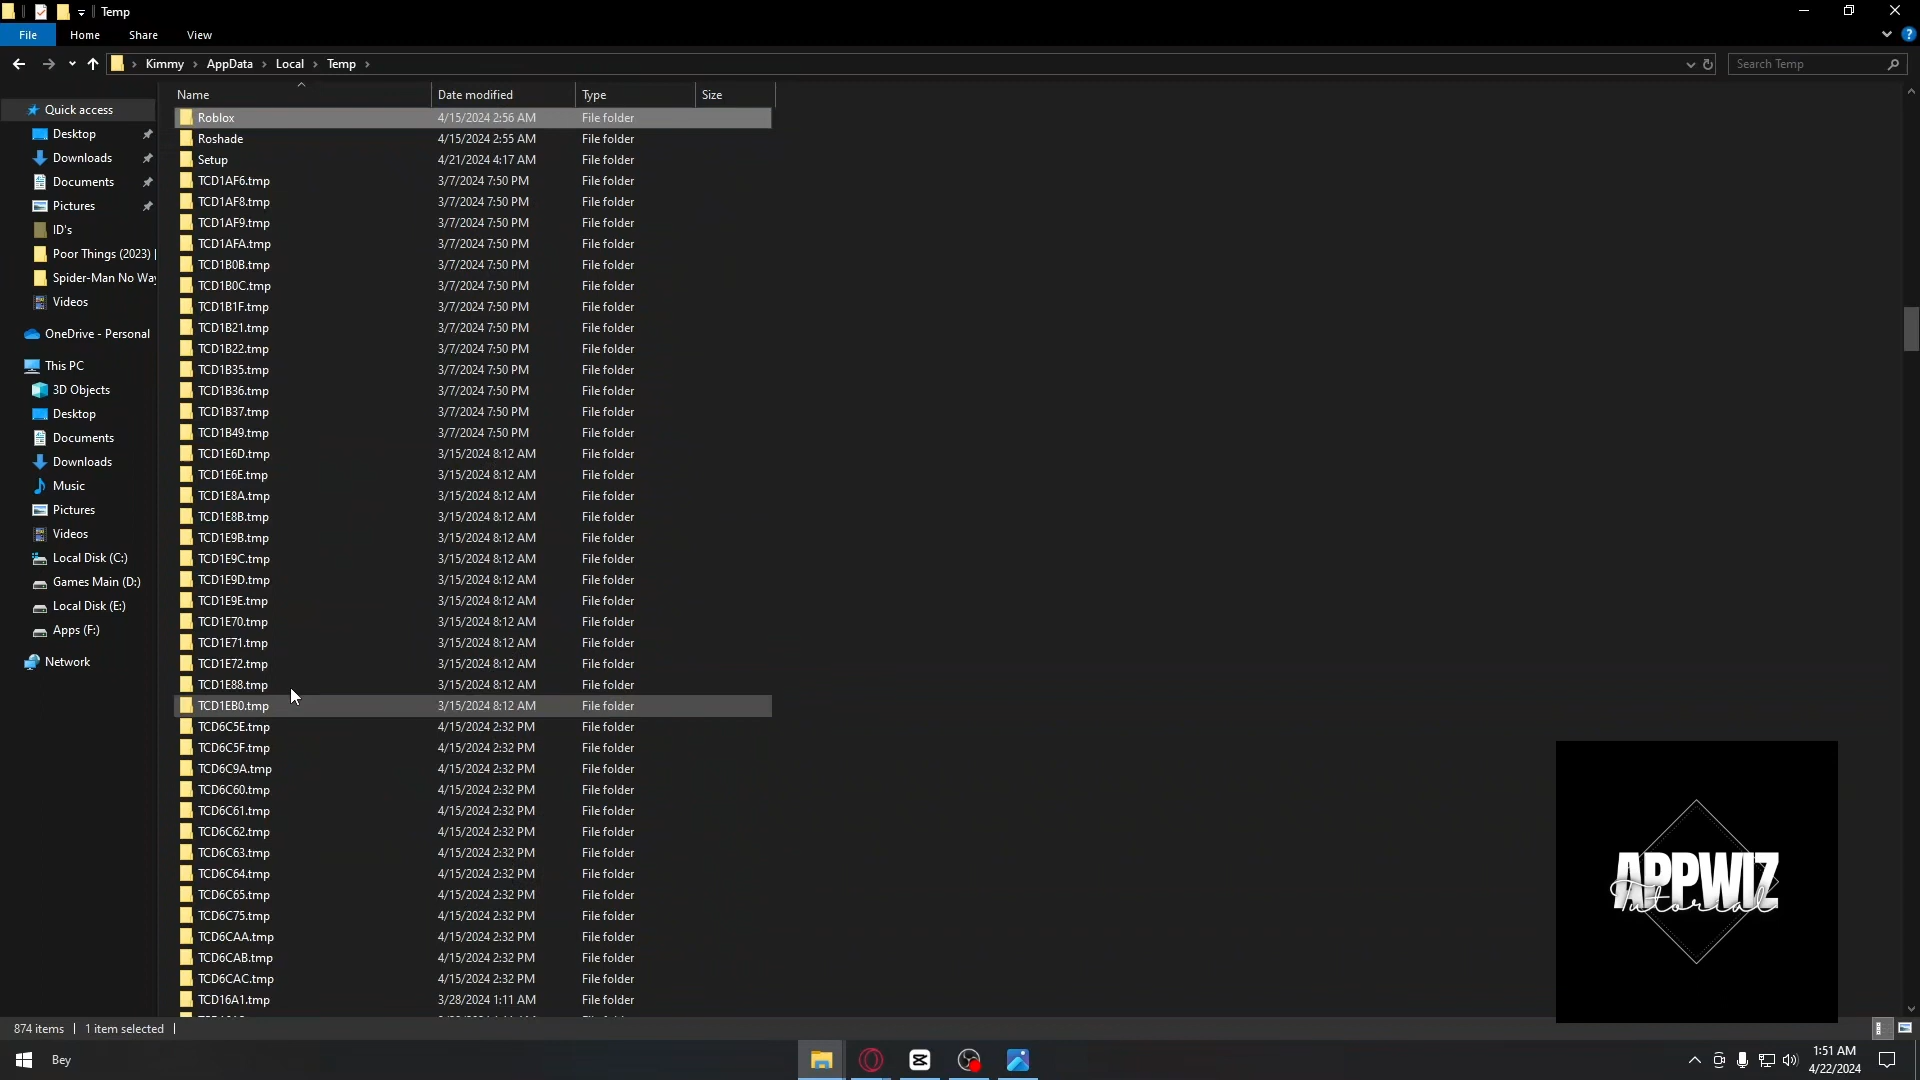 Temp
File Home Share View
Kimmy AppData Local Temp
Search Temp
Name Date modified Type Size
Quick access
Desktop
Downloads
Documents
Pictures
ID's
Poor Things (2023) [
Spider-Man No Way
Videos
OneDrive - Personal
This PC
3D Objects
Desktop
Documents
Downloads
Music
Pictures
Videos
Local Disk (C:)
Games Main (D:)
Local Disk (E:)
Apps (F:)
Network
Roblox 4/15/2024 2:56 AM File folder
Roshade 4/15/2024 2:55 AM File folder
Setup 4/21/2024 4:17 AM File folder
TCD1AF6.tmp 3/7/2024 7:50 PM File folder
TCD1AF8.tmp 3/7/2024 7:50 PM File folder
TCD1AF9.tmp 3/7/2024 7:50 PM File folder
TCD1AFA.tmp 3/7/2024 7:50 PM File folder
TCD1B0B.tmp 3/7/2024 7:50 PM File folder
TCD1B0C.tmp 3/7/2024 7:50 PM File folder
TCD1B1F.tmp 3/7/2024 7:50 PM File folder
TCD1B21.tmp 3/7/2024 7:50 PM File folder
TCD1B22.tmp 3/7/2024 7:50 PM File folder
TCD1B35.tmp 3/7/2024 7:50 PM File folder
TCD1B36.tmp 3/7/2024 7:50 PM File folder
TCD1B37.tmp 3/7/2024 7:50 PM File folder
TCD1B49.tmp 3/7/2024 7:50 PM File folder
TCD1E6D.tmp 3/15/2024 8:12 AM File folder
TCD1E6E.tmp 3/15/2024 8:12 AM File folder
TCD1E8A.tmp 3/15/2024 8:12 AM File folder
TCD1E8B.tmp 3/15/2024 8:12 AM File folder
TCD1E9B.tmp 3/15/2024 8:12 AM File folder
TCD1E9C.tmp 3/15/2024 8:12 AM File folder
TCD1E9D.tmp 3/15/2024 8:12 AM File folder
TCD1E9E.tmp 3/15/2024 8:12 AM File folder
TCD1E70.tmp 3/15/2024 8:12 AM File folder
TCD1E71.tmp 3/15/2024 8:12 AM File folder
TCD1E72.tmp 3/15/2024 8:12 AM File folder
TCD1E88.tmp 3/15/2024 8:12 AM File folder
TCD1EB0.tmp 3/15/2024 8:12 AM File folder
TCD6C5E.tmp 4/15/2024 2:32 PM File folder
TCD6C5F.tmp 4/15/2024 2:32 PM File folder
TCD6C9A.tmp 4/15/2024 2:32 PM File folder
TCD6C60.tmp 4/15/2024 2:32 PM File folder
TCD6C61.tmp 4/15/2024 2:32 PM File folder
TCD6C62.tmp 4/15/2024 2:32 PM File folder
TCD6C63.tmp 4/15/2024 2:32 PM File folder
TCD6C64.tmp 4/15/2024 2:32 PM File folder
TCD6C65.tmp 4/15/2024 2:32 PM File folder
TCD6C75.tmp 4/15/2024 2:32 PM File folder
TCD6CAA.tmp 4/15/2024 2:32 PM File folder
TCD6CAB.tmp 4/15/2024 2:32 PM File folder
TCD6CAC.tmp 4/15/2024 2:32 PM File folder
TCD16A1.tmp 3/28/2024 1:11 AM File folder
APPWIZ
Tutorial
874 items 1 item selected
Bey
1:51 AM
4/22/2024